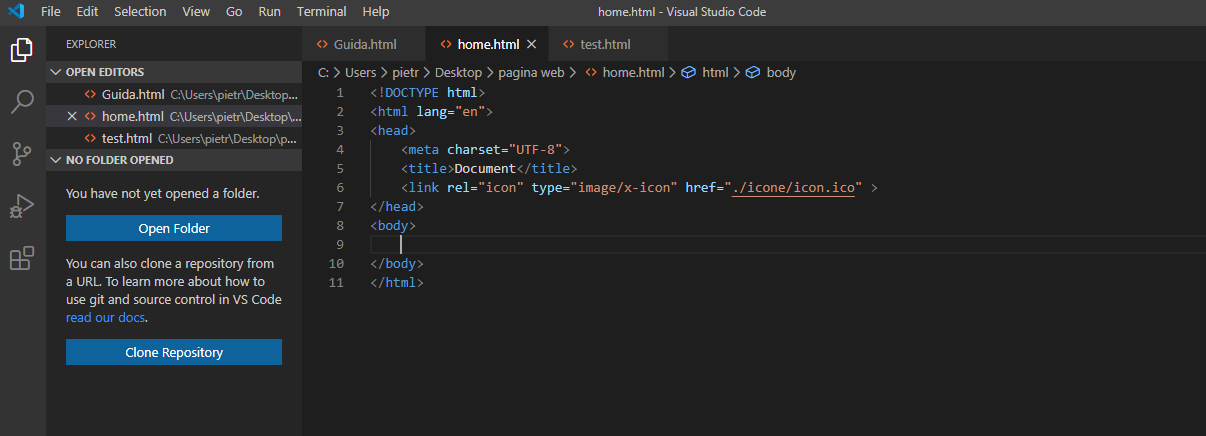 File Edit Selection View Go Run Terminal Help home.html - Visual Studio Code
EXPLORER
OPEN EDITORS
Guida.html C:\Users\pietr\Desktop...
home.html C:\Users\pietr\Desktop\...
test.html C:\Users\pietr\Desktop\p...
NO FOLDER OPENED
You have not yet opened a folder.
Open Folder
You can also clone a repository from
a URL. To learn more about how to
use git and source control in VS Code
read our docs.
Clone Repository
Guida.html home.html test.html
C: > Users > pietr > Desktop > pagina web > home.html > html > body
1 <!DOCTYPE html>
2 <html lang="en">
3 <head>
4 <meta charset="UTF-8">
5 <title>Document</title>
6 <link rel="icon" type="image/x-icon" href="./icone/icon.ico" >
7 </head>
8 <body>
9
10 </body>
11 </html>